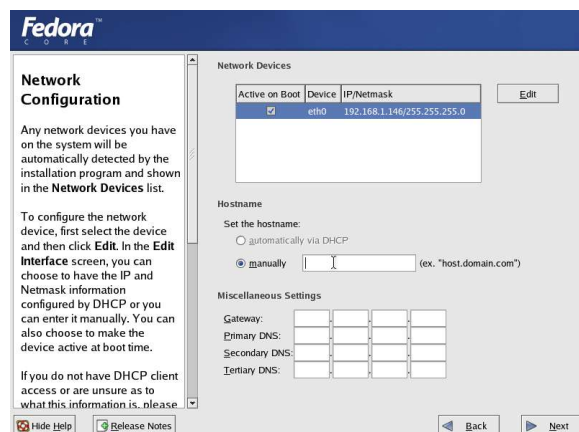 Fedora™
CORE
Network
Configuration
Any network devices you have
on the system will be
automatically detected by the
installation program and shown
in the Network Devices list.
To configure the network
device, first select the device
and then click Edit. In the Edit
Interface screen, you can
choose to have the IP and
Netmask information
configured by DHCP or you
can enter it manually. You can
also choose to make the
device active at boot time.
If you do not have DHCP client
access or are unsure as to
what this information is, please
Network Devices
Active on Boot Device IP/Netmask
eth0 192.168.1.146/255.255.255.0
Edit
Hostname
Set the hostname:
automatically via DHCP
manually (ex. "host.domain.com")
Miscellaneous Settings
Gateway:
Primary DNS:
Secondary DNS:
Tertiary DNS:
Hide Help Release Notes Back Next